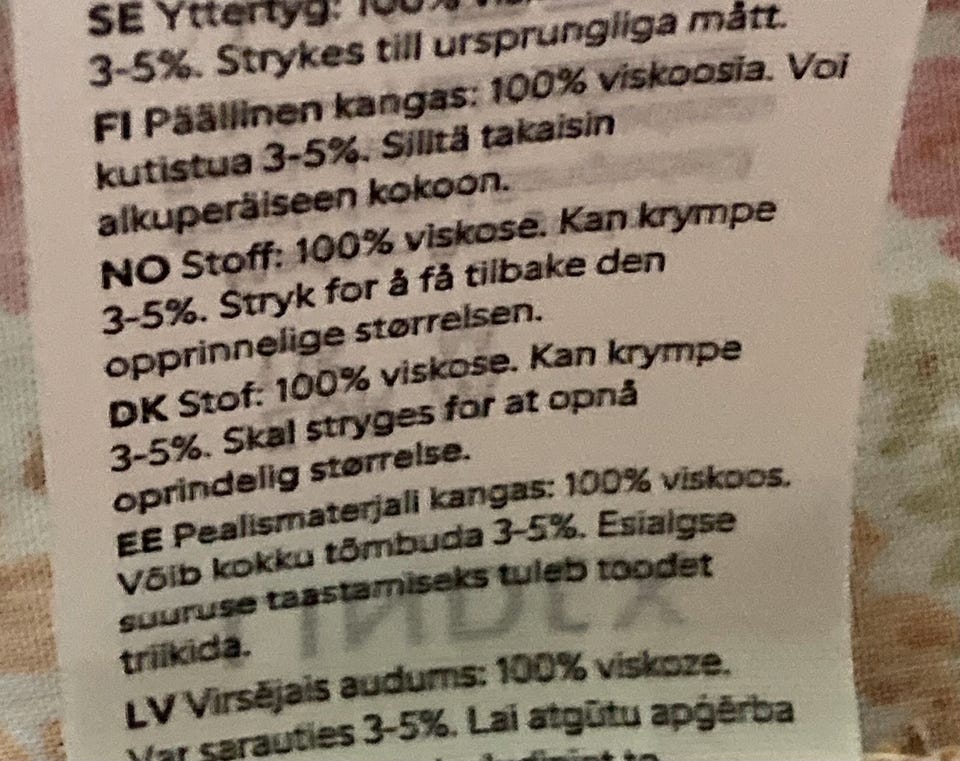 SE Yttertyg: 100%
3-5%. Strykes till ursprungliga mått.
FI Päällinen kangas: 100% viskoosia. Voi
kutistua 3-5%. Sillitä takaisin
alkuperäiseen kokoon.
NO Stoff: 100% viskose. Kan krympe
3-5%. Stryk for å få tilbake den
opprinnelige størrelsen.
DK Stof: 100% viskose. Kan krympe
3-5%. Skal stryges for at opnå
oprindelig størrelse.
EE Pealismaterjali kangas: 100% viskoos.
Võib kokku tõmbuda 3-5%. Esialgse
suuruse taastamiseks tuleb toodet
triikida.
LV Virsējais audums: 100% viskoze.
Var sarauties 3-5%. Lai atgūtu apģērba